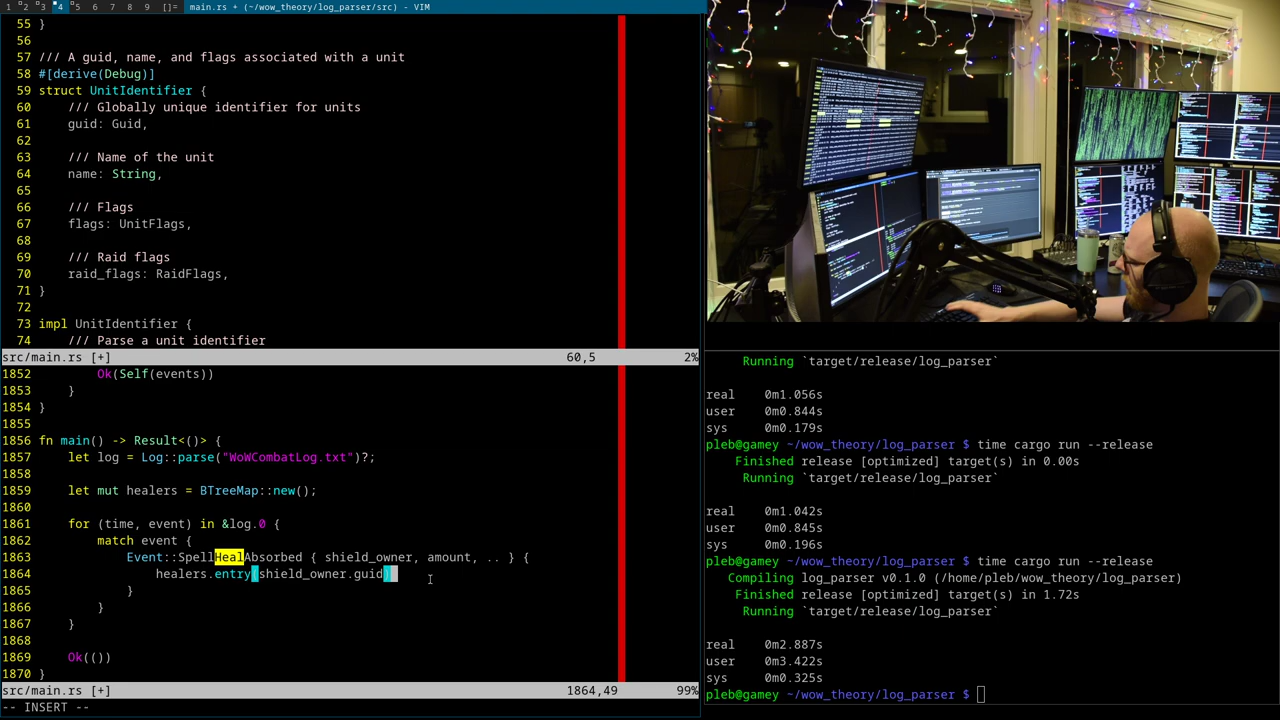 1 2 3 4 5 6 7 8 9 []= main.rs + (~/wow_theory/log_parser/src) - VIM
55 }
56
57 /// A guid, name, and flags associated with a unit
58 #[derive(Debug)]
59 struct UnitIdentifier {
60     /// Globally unique identifier for units
61     guid: Guid,
62
63     /// Name of the unit
64     name: String,
65
66     /// Flags
67     flags: UnitFlags,
68
69     /// Raid flags
70     raid_flags: RaidFlags,
71 }
72
73 impl UnitIdentifier {
74     /// Parse a unit identifier
src/main.rs [+] 60,5 2%
1852         Ok(Self(events))
1853     }
1854 }
1855
1856 fn main() -> Result<()> {
1857     let log = Log::parse("WoWCombatLog.txt")?;
1858
1859     let mut healers = BTreeMap::new();
1860
1861     for (time, event) in &log.0 {
1862         match event {
1863             Event::SpellHealAbsorbed { shield_owner, amount, .. } {
1864                 healers.entry(shield_owner.guid)
1865             }
1866         }
1867     }
1868
1869     Ok(())
1870 }
src/main.rs [+] 1864,49 99%
-- INSERT --
Running `target/release/log_parser`
real 0m1.056s
user 0m0.844s
sys 0m0.179s
pleb@gamey ~/wow_theory/log_parser $ time cargo run --release
Finished release [optimized] target(s) in 0.00s
Running `target/release/log_parser`
real 0m1.042s
user 0m0.845s
sys 0m0.196s
pleb@gamey ~/wow_theory/log_parser $ time cargo run --release
Compiling log_parser v0.1.0 (/home/pleb/wow_theory/log_parser)
Finished release [optimized] target(s) in 1.72s
Running `target/release/log_parser`
real 0m2.887s
user 0m3.422s
sys 0m0.325s
pleb@gamey ~/wow_theory/log_parser $